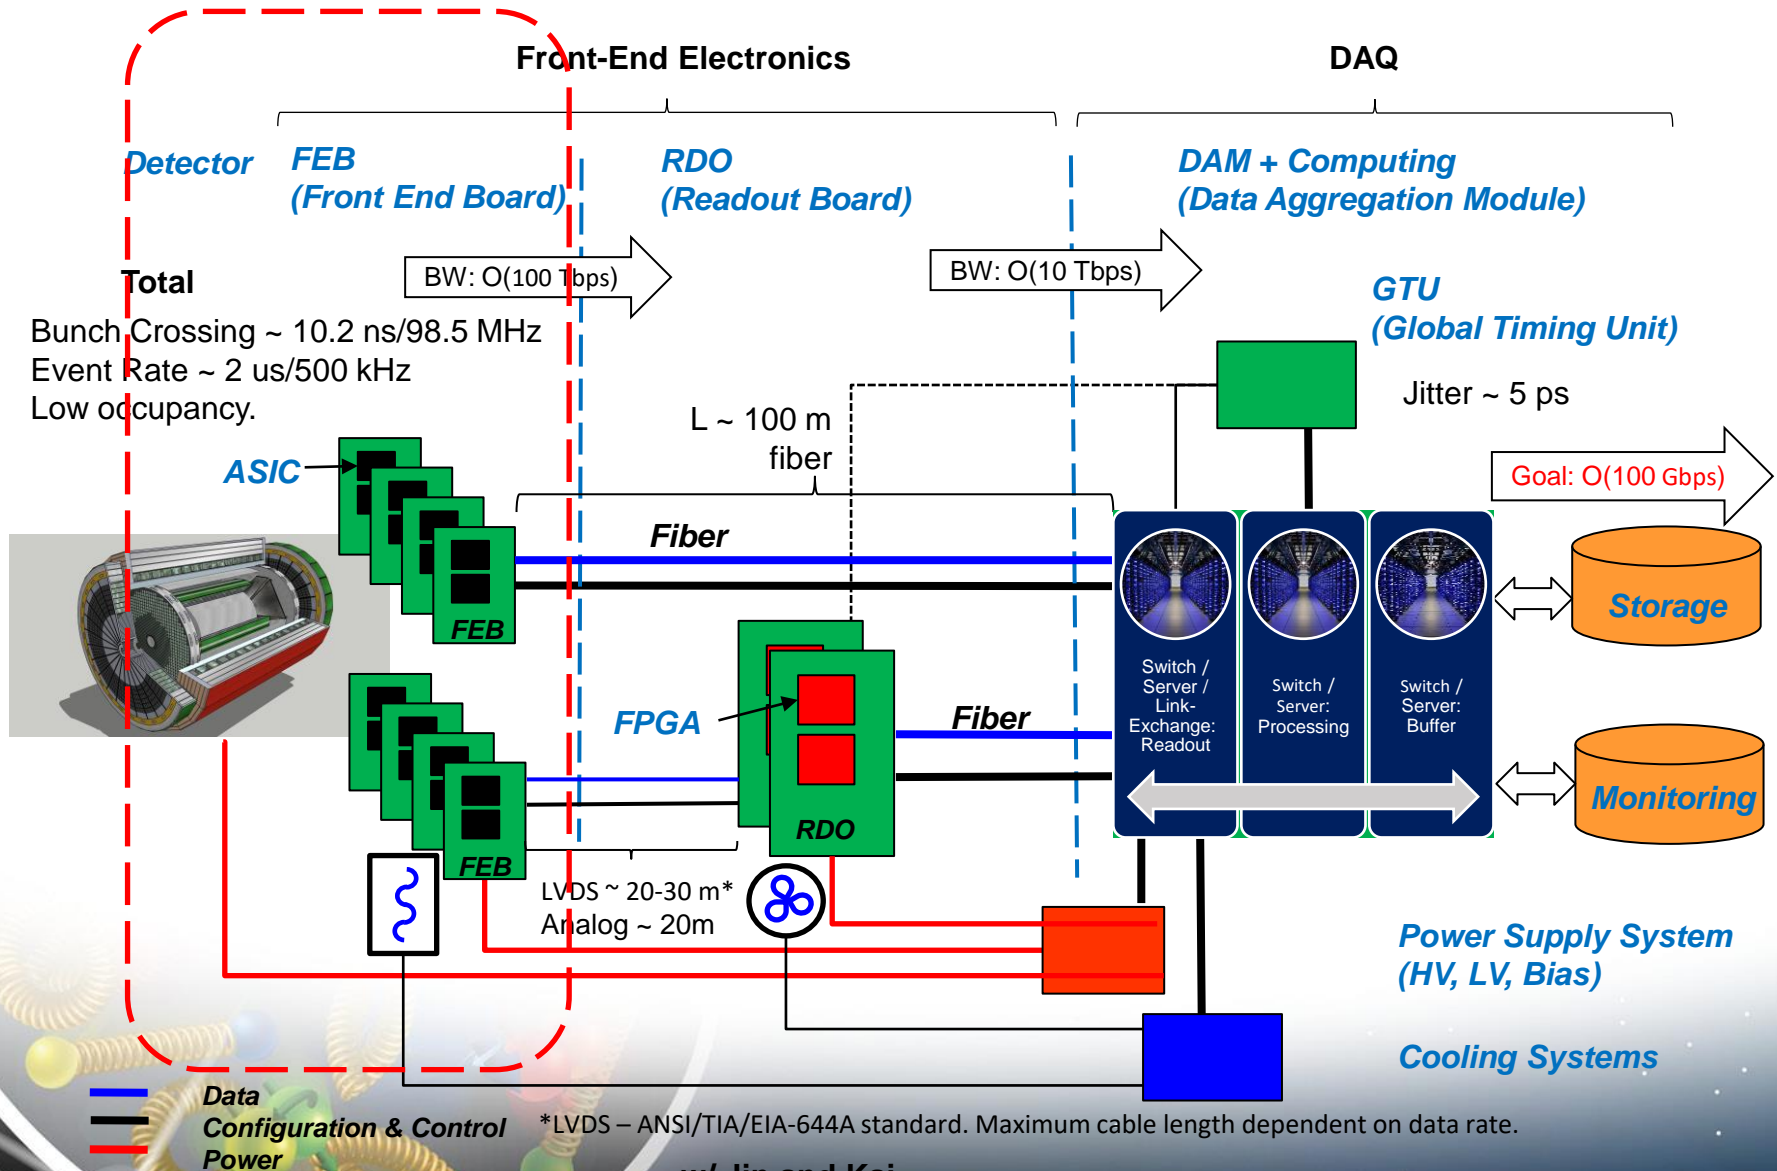 Front-End Electronics
DAQ
Detector
FEB
(Front End Board)
RDO
(Readout Board)
DAM + Computing
(Data Aggregation Module)
BW: O(100 Tbps)
BW: O(10 Tbps)
Total
Bunch Crossing ~ 10.2 ns/98.5 MHz
Event Rate ~ 2 us/500 kHz
Low occupancy.
GTU
(Global Timing Unit)
Jitter ~ 5 ps
L ~ 100 m
fiber
ASIC
Goal: O(100 Gbps)
Fiber
FEB
Storage
Switch /
Server /
Link-
Exchange:
Readout
Switch /
Server:
Processing
Switch /
Server:
Buffer
FPGA
Fiber
Monitoring
RDO
FEB
LVDS ~ 20-30 m*
Analog ~ 20m
Power Supply System
(HV, LV, Bias)
Cooling Systems
Data
Configuration & Control
Power
*LVDS – ANSI/TIA/EIA-644A standard. Maximum cable length dependent on data rate.
w/ Jin and Kai